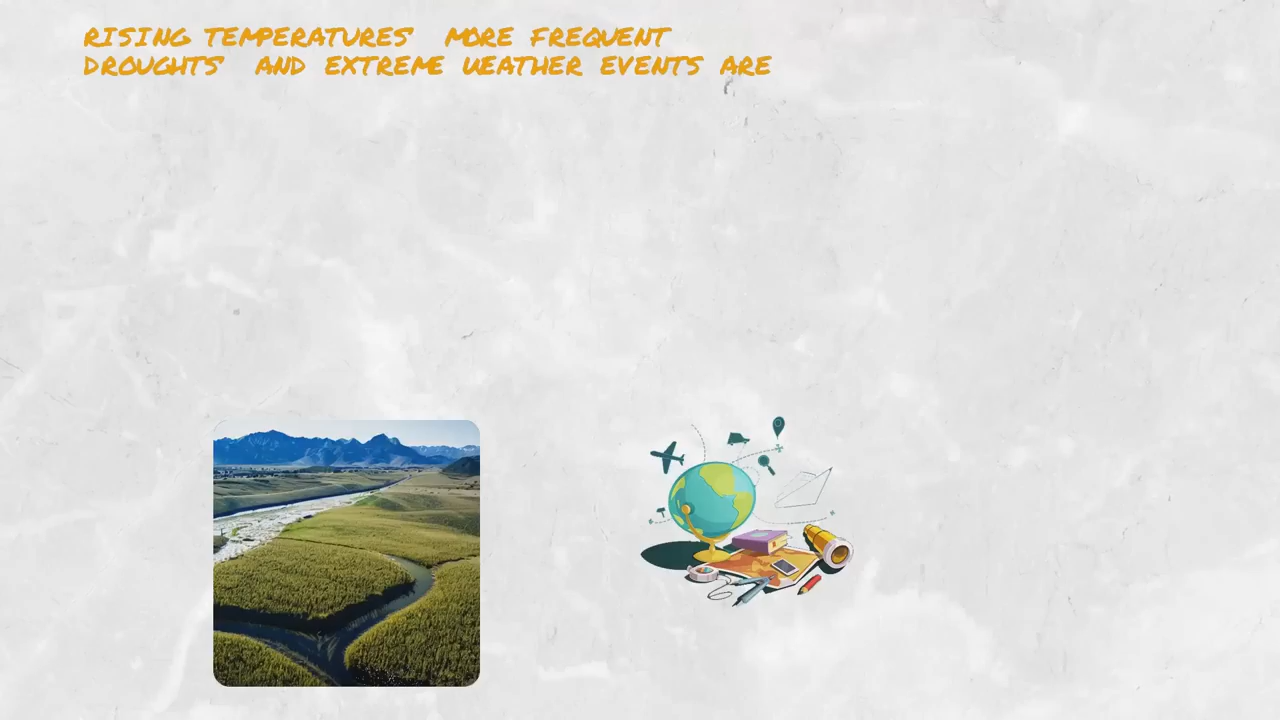 RISING TEMPERATURES MORE FREQUENT
DROUGHTS AND EXTREME WEATHER EVENTS ARE